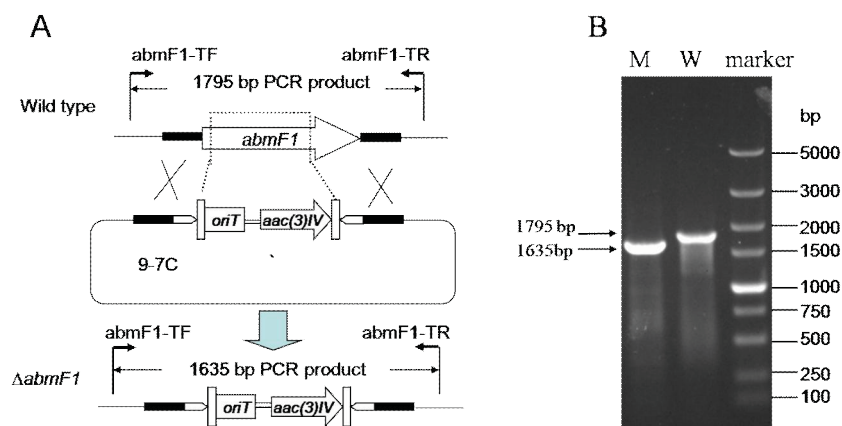 A
abmF1-TF
abmF1-TR
1795 bp PCR product
Wild type
abmF1
oriT
aac(3)IV
9-7C
abmF1-TF
abmF1-TR
1635 bp PCR product
ΔabmF1
oriT
aac(3)IV
B
M W marker
bp
5000
3000
1795 bp
2000
1635bp
1500
1000
750
500
250
100